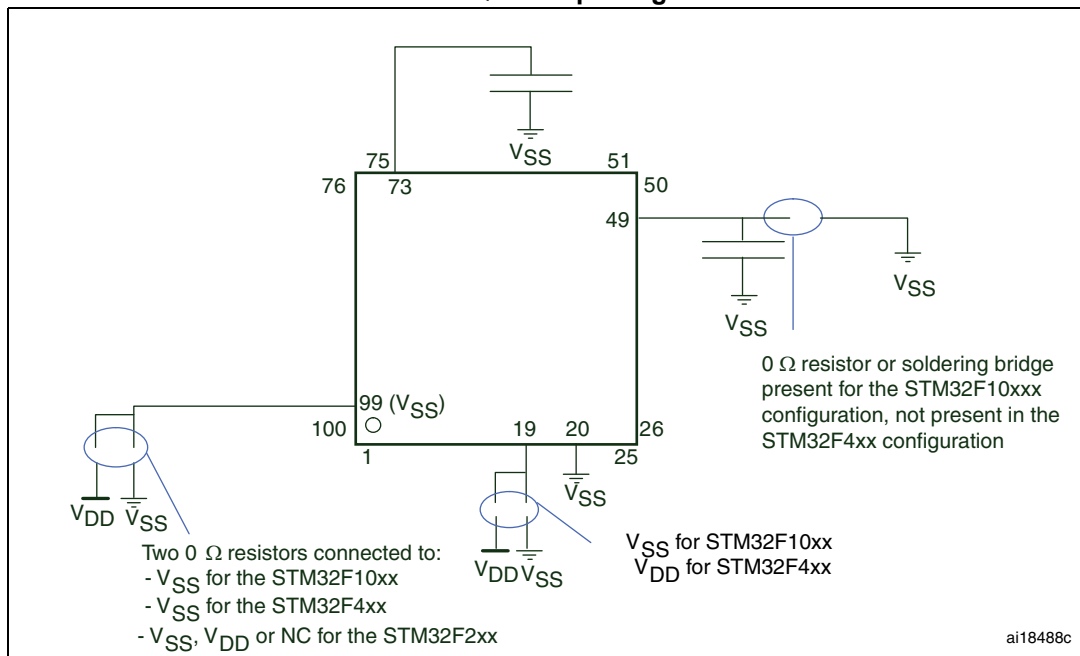 VSS
75
51
76
73
50
49
VSS
VSS
0 Ω resistor or soldering bridge
present for the STM32F10xxx
configuration, not present in the
STM32F4xx configuration
99 (VSS)
100
19
20
26
1
25
VSS
VDD
VSS
VDD
VSS
VSS for STM32F10xx
VDD for STM32F4xx
Two 0 Ω resistors connected to:
- VSS for the STM32F10xx
- VSS for the STM32F4xx
- VSS, VDD or NC for the STM32F2xx
ai18488c